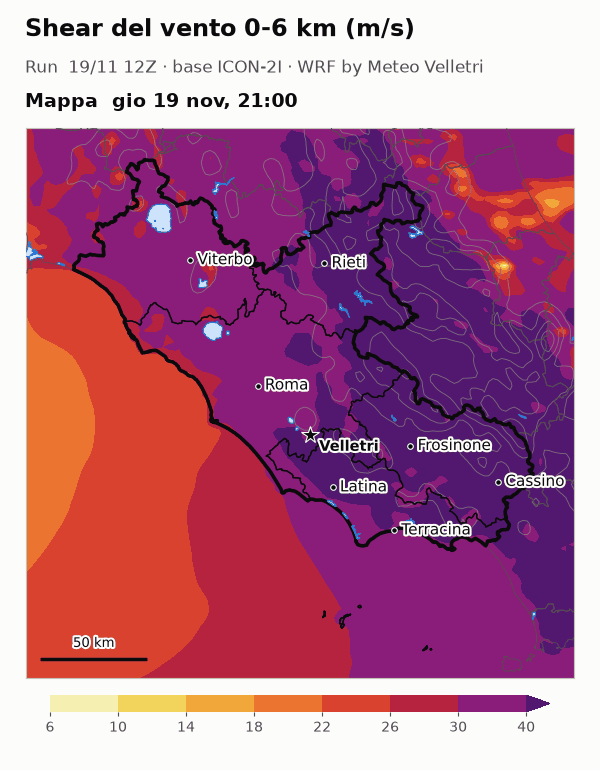 Shear del vento 0-6 km (m/s)
Run  19/11 12Z · base ICON-2I · WRF by Meteo Velletri
Mappa  gio 19 nov, 21:00
Viterbo
Rieti
Roma
Velletri
Frosinone
Latina
Cassino
Terracina
50 km
6 10 14 18 22 26 30 40